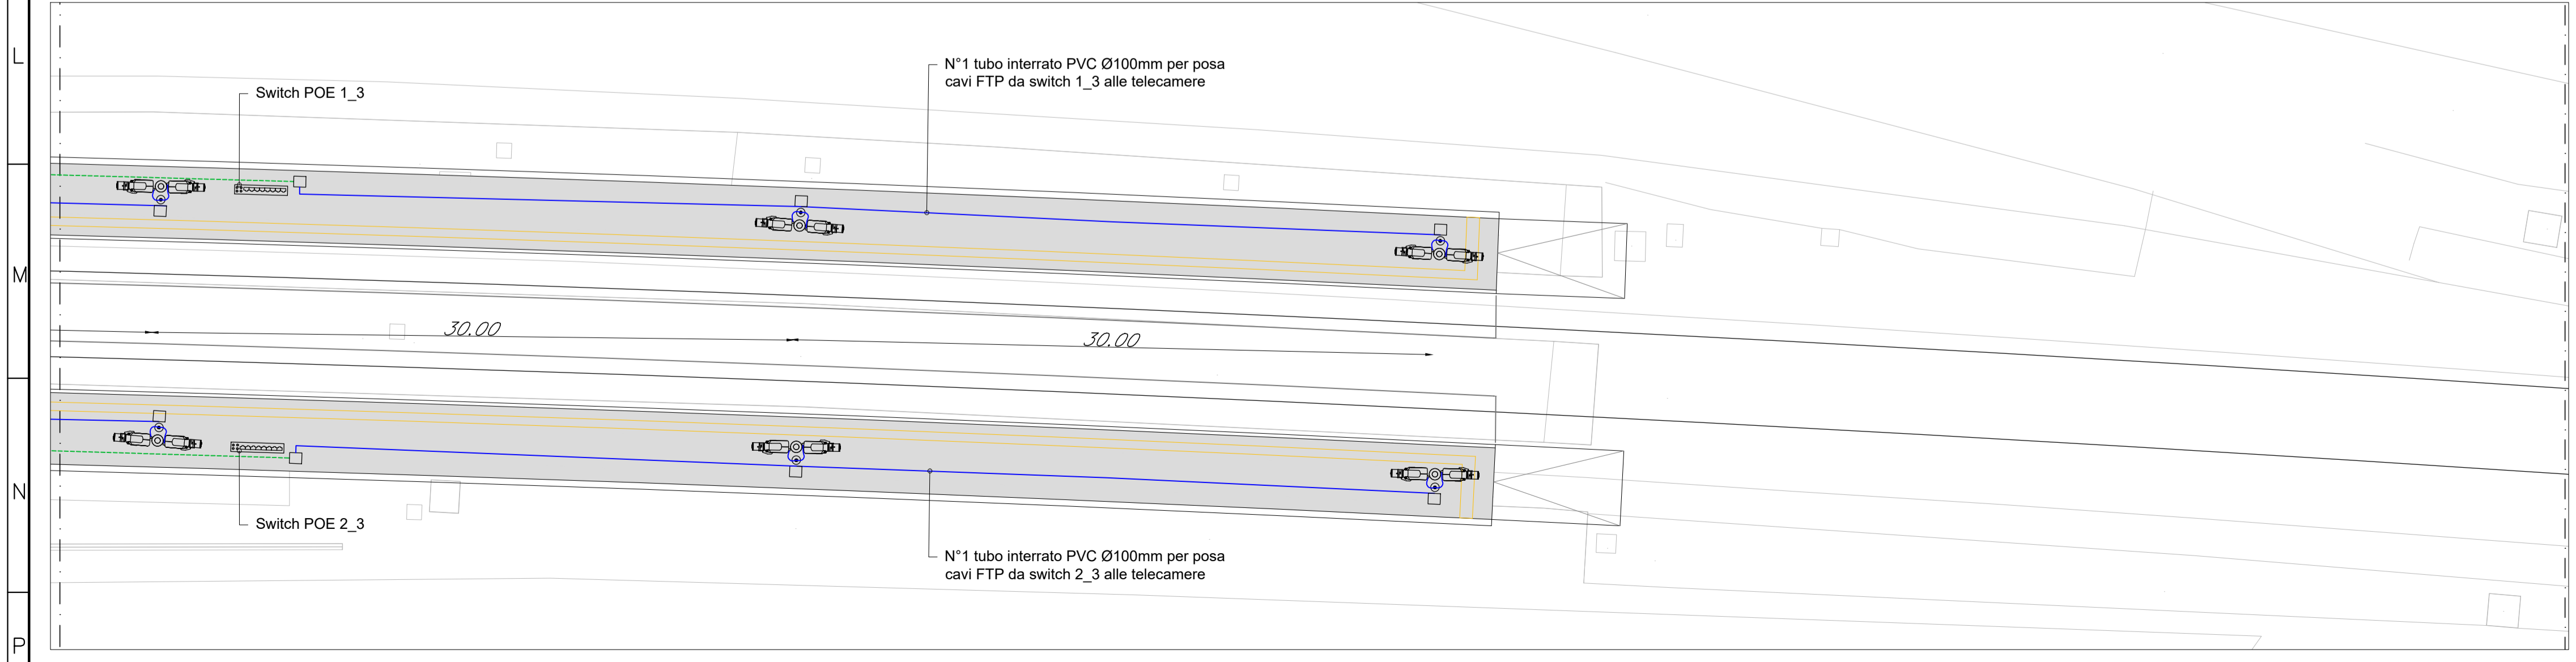 L
N°1 tubo interrato PVC Ø100mm per posa
cavi FTP da switch 1_3 alle telecamere
Switch POE 1_3
M
30.00
30.00
N
Switch POE 2_3
N°1 tubo interrato PVC Ø100mm per posa
cavi FTP da switch 2_3 alle telecamere
P